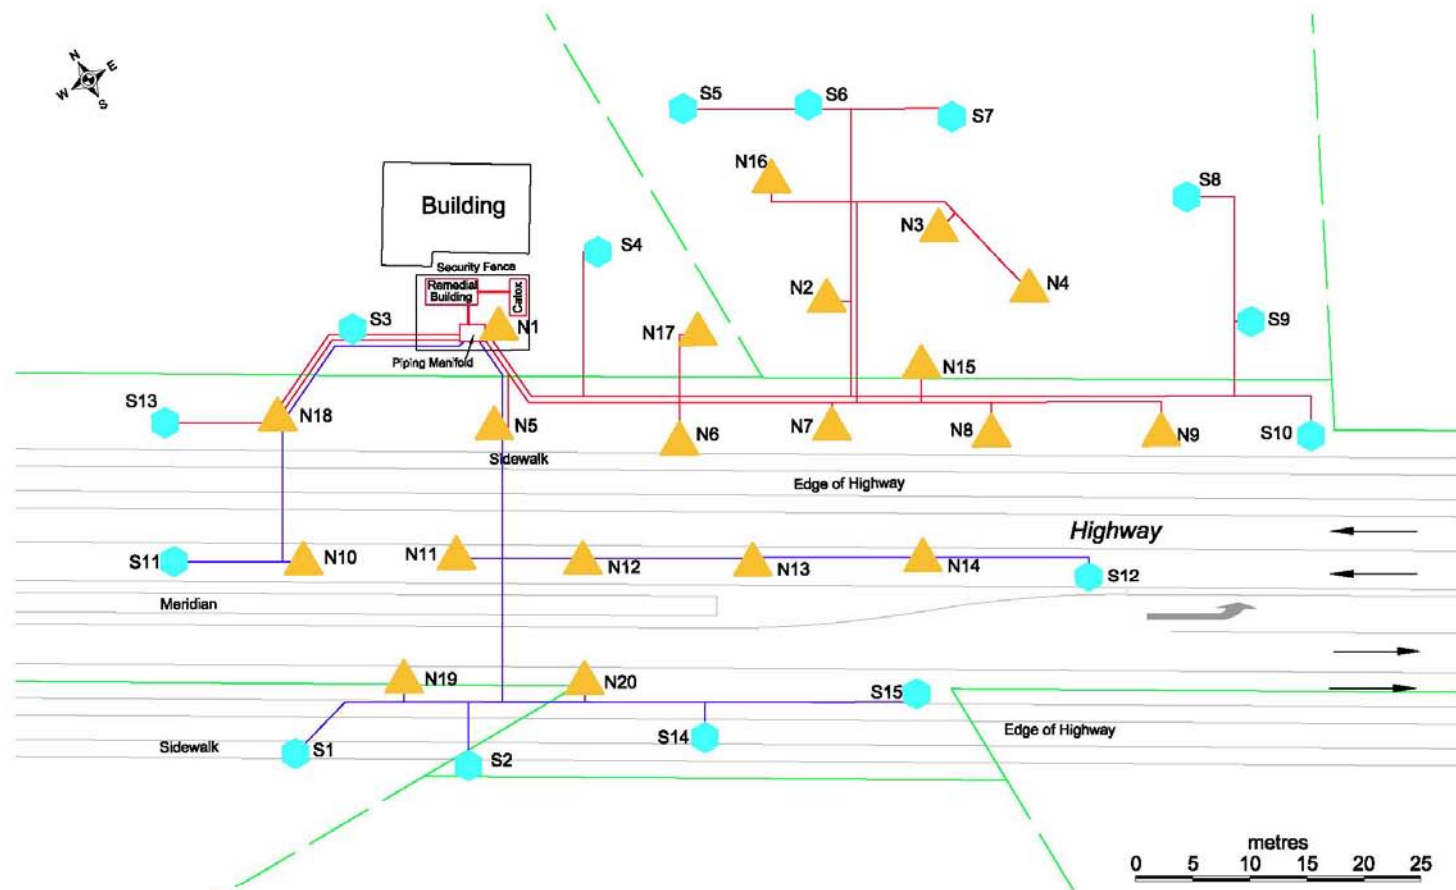 N
E
W
S
S5
S6
S7
N16
S8
Building
N3
S4
Security Fence
Remedial
Building
Catox
N2
N4
S3
N1
N17
S9
Piping Manifold
N15
S13
N18
N5
N6
N7
N8
N9
S10
Sidewalk
Edge of Highway
Highway
S11
N10
N11
N12
N13
N14
S12
Meridian
N19
N20
S15
Sidewalk
S1
S2
S14
Edge of Highway
metres
0 5 10 15 20 25